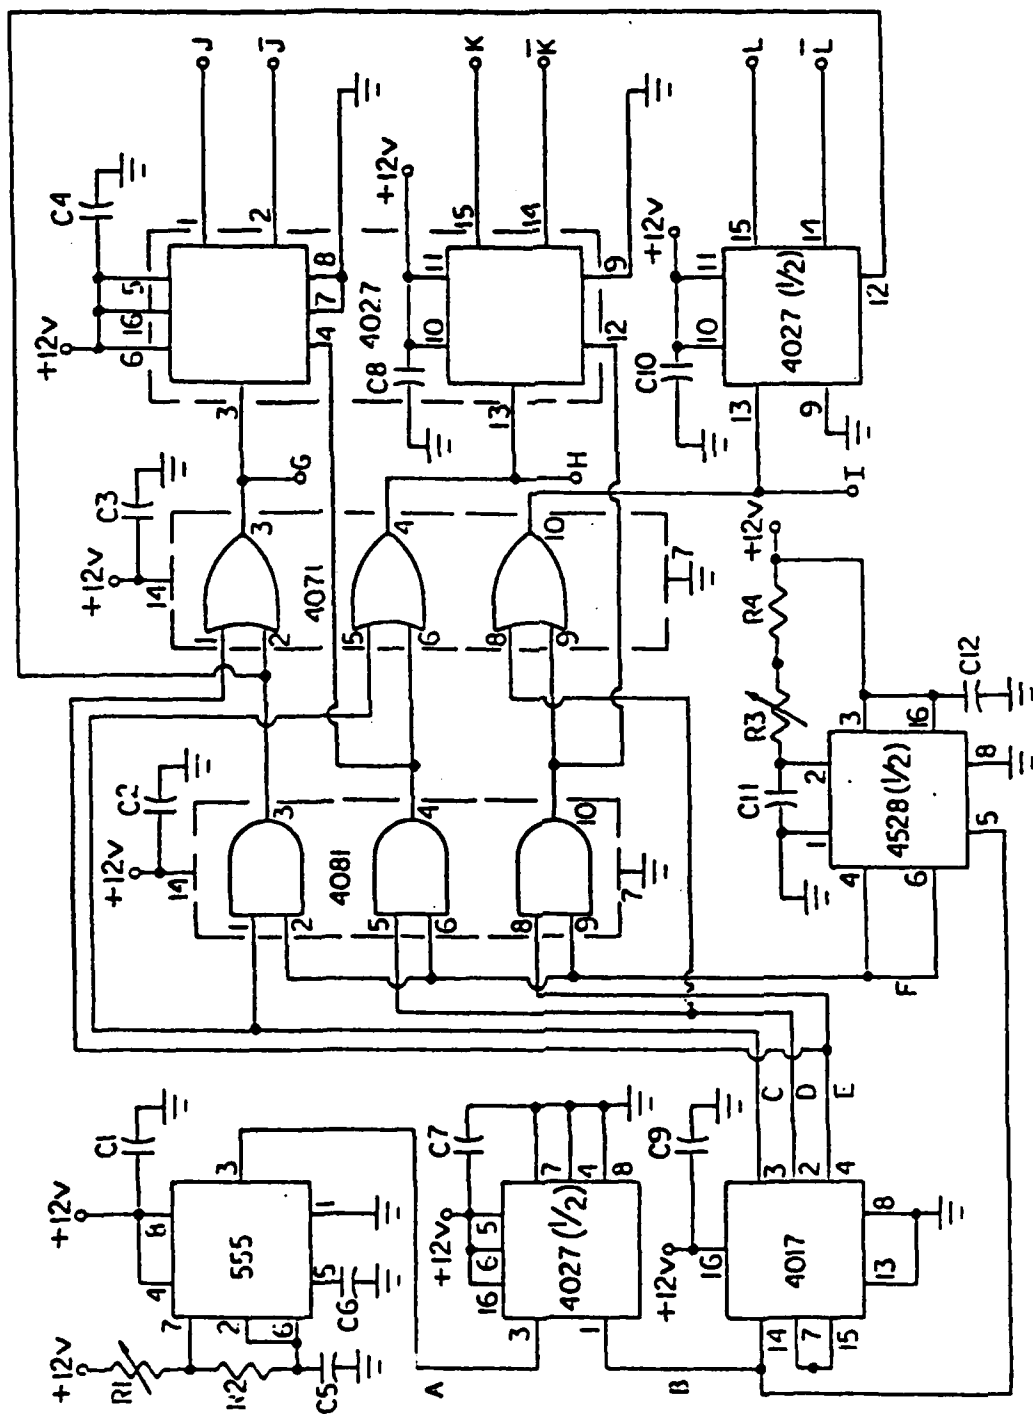 +12v
R1
R2
C5
+12v
C1
8
4
7
2
6
555
3
1
15
C6
A
+12v
C7
5
6
16
3
1
4027 (1/2)
7
4
8
B
+12v
C9
16
14
7
15
4017
3
2
4
8
13
C
D
E
F
+12v
C2
14
4081
1
2
3
5
6
4
8
9
10
7
+12v
C3
14
4071
1
2
3
15
6
4
8
9
10
7
G
H
I
+12v
C4
6
16
5
3
4
7
8
1
2
J
J̅
4027
+12v
C8
10
11
13
12
9
15
14
K
K̅
+12v
C10
10
11
13
9
4027 (1/2)
15
14
12
L
L̅
+12v
R4
R3
C11
1
2
3
16
4
6
4528 (1/2)
5
8
C12